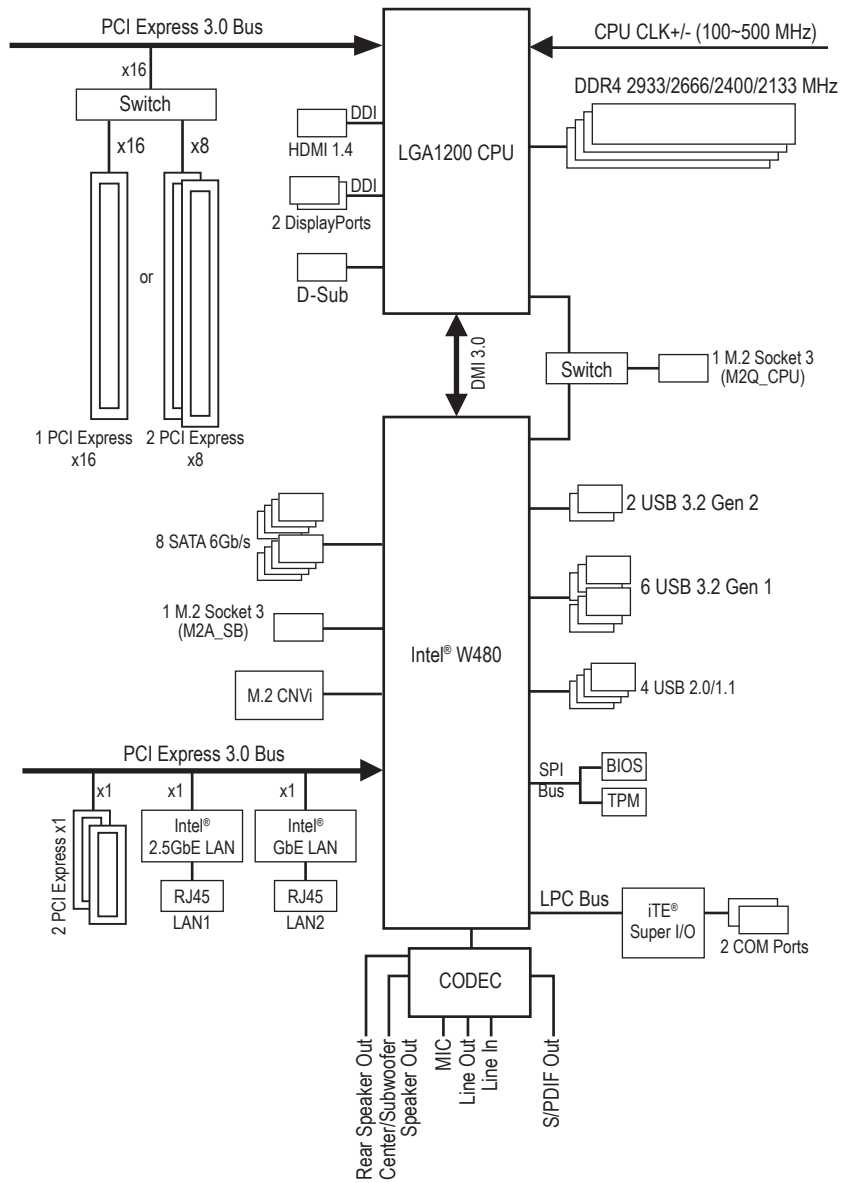 PCI Express 3.0 Bus
CPU CLK+/- (100~500 MHz)
x16
Switch
x16
x8
or
1 PCI Express
x16
2 PCI Express
x8
DDI
HDMI 1.4
DDI
2 DisplayPorts
D-Sub
LGA1200 CPU
DDR4 2933/2666/2400/2133 MHz
DMI 3.0
Switch
1 M.2 Socket 3
(M2Q_CPU)
8 SATA 6Gb/s
1 M.2 Socket 3
(M2A_SB)
M.2 CNVi
Intel® W480
2 USB 3.2 Gen 2
6 USB 3.2 Gen 1
4 USB 2.0/1.1
PCI Express 3.0 Bus
x1
x1
x1
2 PCI Express x1
Intel®
2.5GbE LAN
RJ45
LAN1
Intel®
GbE LAN
RJ45
LAN2
SPI
Bus
BIOS
TPM
LPC Bus
iTE®
Super I/O
2 COM Ports
CODEC
Rear Speaker Out
Center/Subwoofer
Speaker Out
MIC
Line Out
Line In
S/PDIF Out